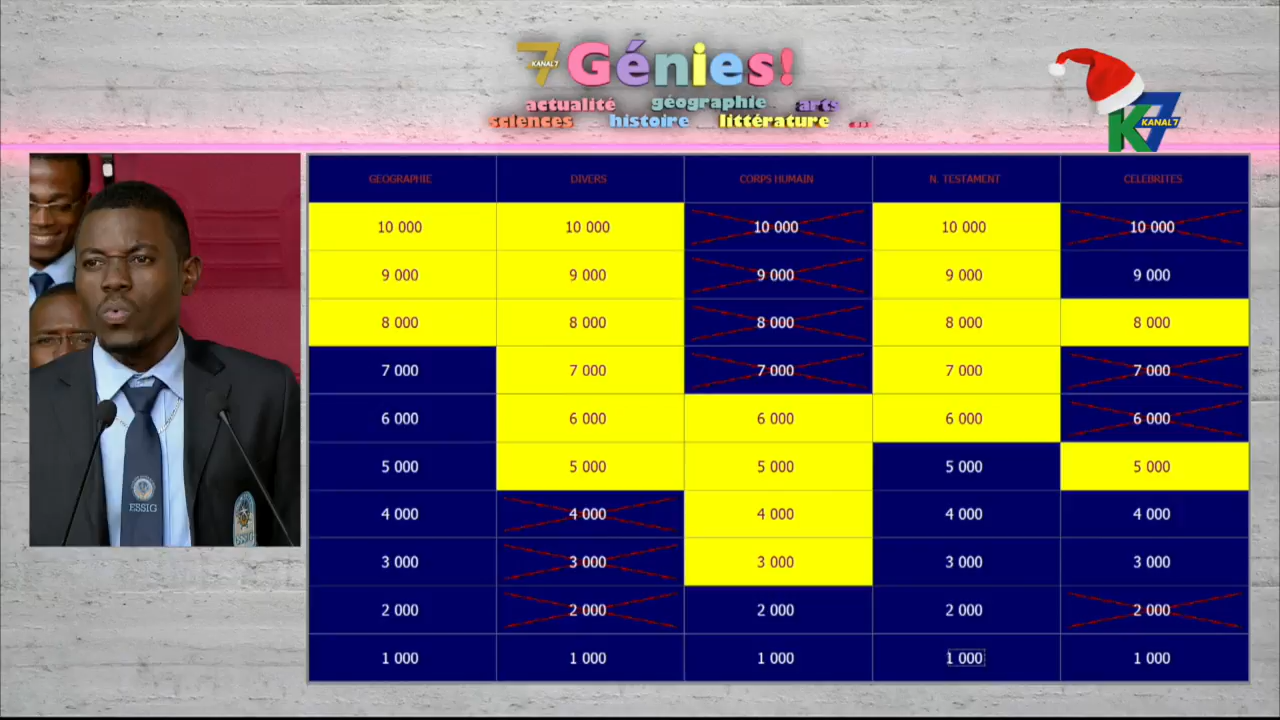 7 KANAL7 Génies!
actualité géographie arts
sciences histoire littérature ...
K7 KANAL7
GEOGRAPHIE DIVERS CORPS HUMAIN N. TESTAMENT CELEBRITES
10 000 10 000 10 000 10 000 10 000
9 000 9 000 9 000 9 000 9 000
8 000 8 000 8 000 8 000 8 000
7 000 7 000 7 000 7 000 7 000
6 000 6 000 6 000 6 000 6 000
5 000 5 000 5 000 5 000 5 000
4 000 4 000 4 000 4 000 4 000
3 000 3 000 3 000 3 000 3 000
2 000 2 000 2 000 2 000 2 000
1 000 1 000 1 000 1 000 1 000
ESSIG
ESSIG